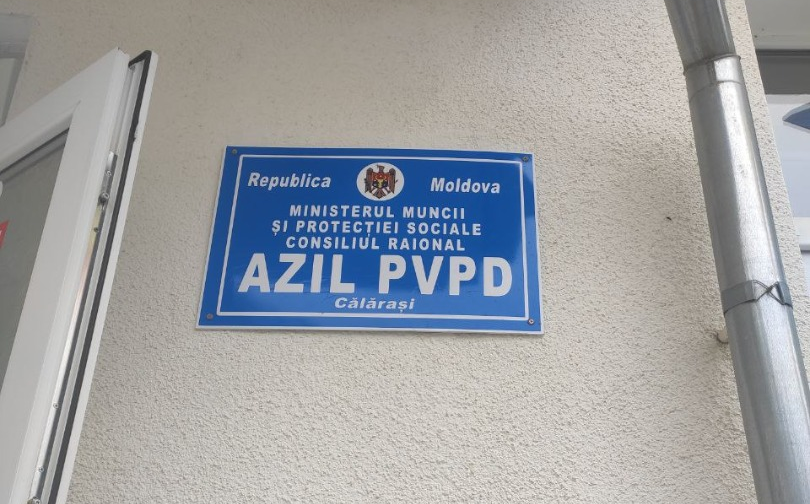 Republica Moldova
MINISTERUL MUNCII
ȘI PROTECȚIEI SOCIALE
CONSILIUL RAIONAL
AZIL PVPD
Călărași